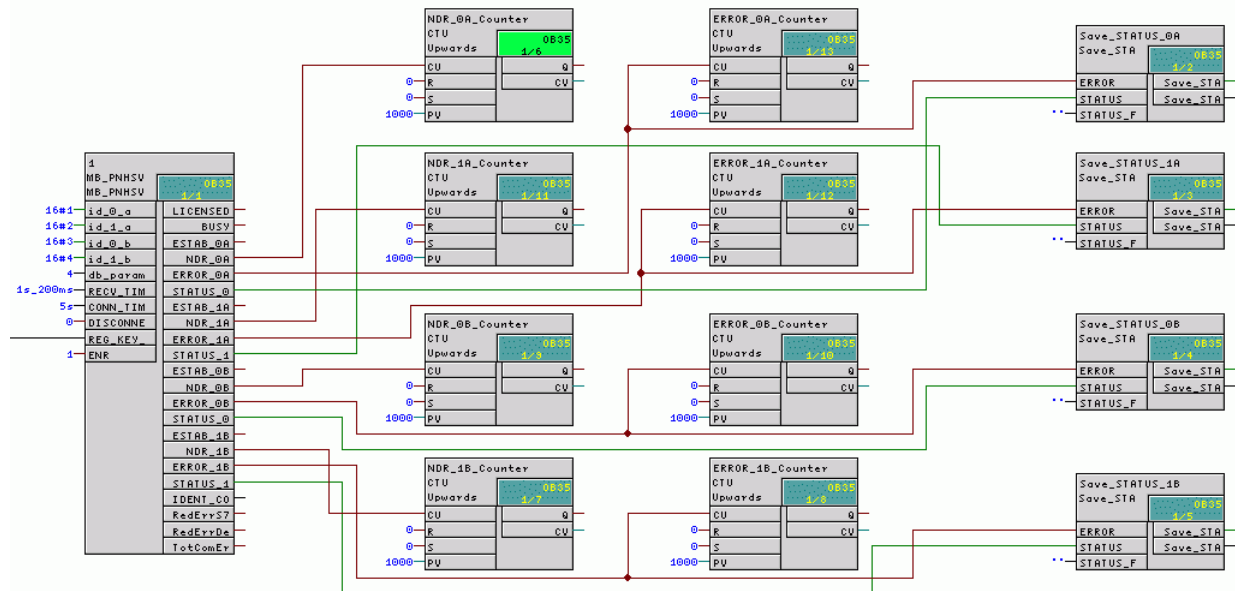 NDR_0A_Counter
CTU
OB35
Upwards
1/6
CU
Q
0
R
CV
0
S
1000
PV
ERROR_0A_Counter
CTU
OB35
Upwards
1/13
CU
Q
0
R
CV
0
S
1000
PV
Save_STATUS_0A
Save_STA
OB35
1/2
ERROR
Save_STA
STATUS
Save_STA
..
STATUS_F
1
MB_PNHSV
MB_PNHSV
OB35
1/1
16#1
id_0_a
LICENSED
16#2
id_1_a
BUSY
16#3
id_0_b
ESTAB_0A
16#4
id_1_b
NDR_0A
4
db_param
ERROR_0A
1s_200ms
RECV_TIM
STATUS_0
5s
CONN_TIM
ESTAB_1A
0
DISCONNE
NDR_1A
REG_KEY_
ERROR_1A
1
ENR
STATUS_1
ESTAB_0B
NDR_0B
ERROR_0B
STATUS_0
ESTAB_1B
NDR_1B
ERROR_1B
STATUS_1
IDENT_CO
RedErrS7
RedErrDe
TotComEr
NDR_1A_Counter
CTU
OB35
Upwards
1/11
CU
Q
0
R
CV
0
S
1000
PV
ERROR_1A_Counter
CTU
OB35
Upwards
1/12
CU
Q
0
R
CV
0
S
1000
PV
Save_STATUS_1A
Save_STA
OB35
1/3
ERROR
Save_STA
STATUS
Save_STA
..
STATUS_F
NDR_0B_Counter
CTU
OB35
Upwards
1/9
CU
Q
0
R
CV
0
S
1000
PV
ERROR_0B_Counter
CTU
OB35
Upwards
1/10
CU
Q
0
R
CV
0
S
1000
PV
Save_STATUS_0B
Save_STA
OB35
1/4
ERROR
Save_STA
STATUS
Save_STA
..
STATUS_F
NDR_1B_Counter
CTU
OB35
Upwards
1/7
CU
Q
0
R
CV
0
S
1000
PV
ERROR_1B_Counter
CTU
OB35
Upwards
1/8
CU
Q
0
R
CV
0
S
1000
PV
Save_STATUS_1B
Save_STA
OB35
1/5
ERROR
Save_STA
STATUS
Save_STA
..
STATUS_F